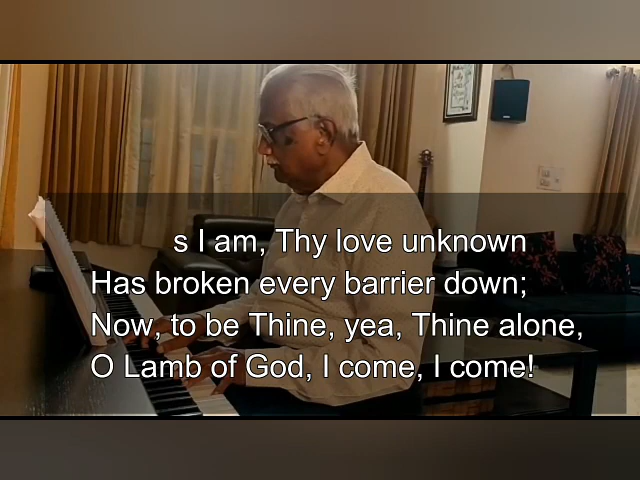 s I am, Thy love unknown
Has broken every barrier down;
Now, to be Thine, yea, Thine alone,
O Lamb of God, I come, I come!